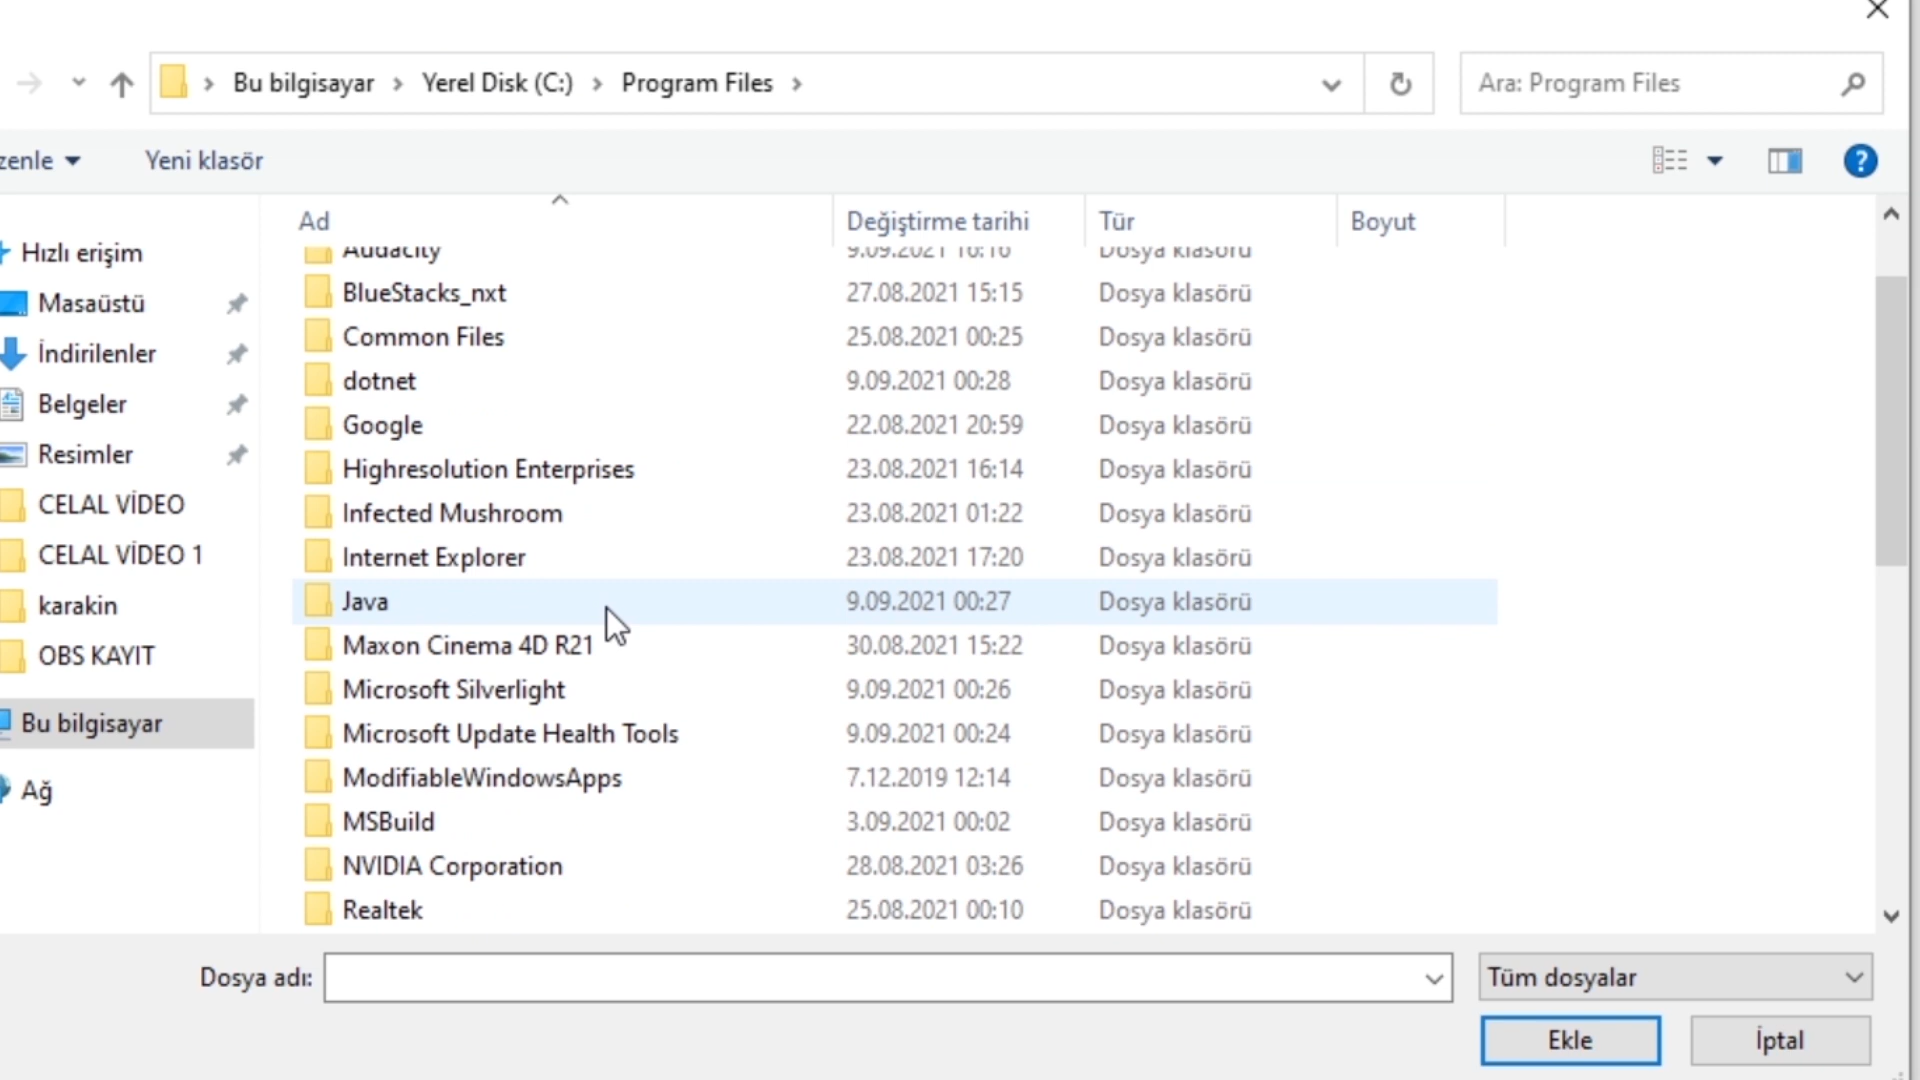 Bu bilgisayar > Yerel Disk (C:) > Program Files >
Ara: Program Files
zenle
Yeni klasör
Ad
Değiştirme tarihi
Tür
Boyut
Hızlı erişim
Masaüstü
İndirilenler
Belgeler
Resimler
CELAL VİDEO
CELAL VİDEO 1
karakin
OBS KAYIT
Bu bilgisayar
Ağ
Audacity 9.09.2021 16:16 Dosya klasörü
BlueStacks_nxt 27.08.2021 15:15 Dosya klasörü
Common Files 25.08.2021 00:25 Dosya klasörü
dotnet 9.09.2021 00:28 Dosya klasörü
Google 22.08.2021 20:59 Dosya klasörü
Highresolution Enterprises 23.08.2021 16:14 Dosya klasörü
Infected Mushroom 23.08.2021 01:22 Dosya klasörü
Internet Explorer 23.08.2021 17:20 Dosya klasörü
Java 9.09.2021 00:27 Dosya klasörü
Maxon Cinema 4D R21 30.08.2021 15:22 Dosya klasörü
Microsoft Silverlight 9.09.2021 00:26 Dosya klasörü
Microsoft Update Health Tools 9.09.2021 00:24 Dosya klasörü
ModifiableWindowsApps 7.12.2019 12:14 Dosya klasörü
MSBuild 3.09.2021 00:02 Dosya klasörü
NVIDIA Corporation 28.08.2021 03:26 Dosya klasörü
Realtek 25.08.2021 00:10 Dosya klasörü
Dosya adı:
Tüm dosyalar
Ekle
İptal